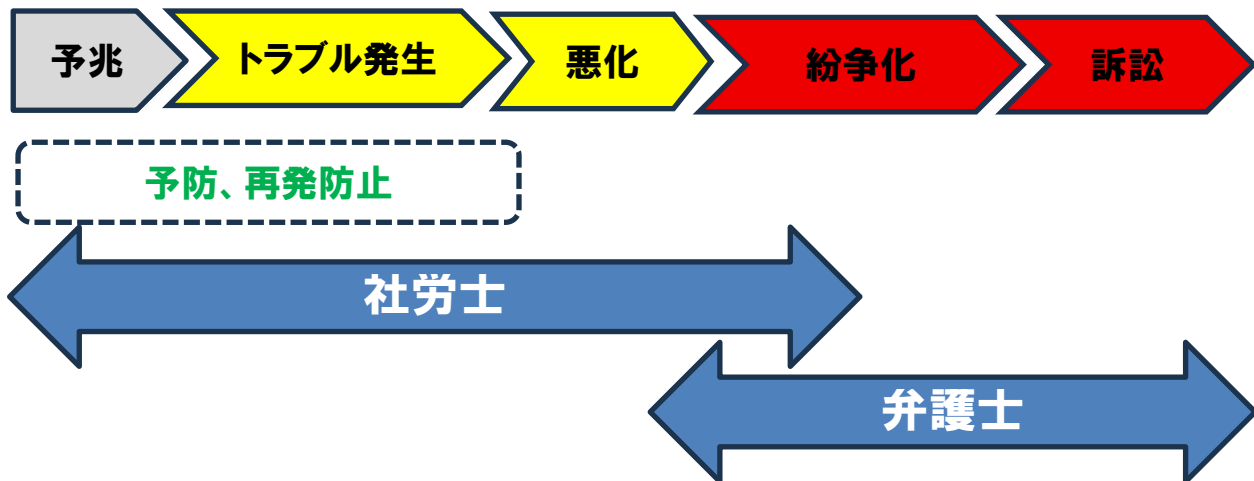 予兆
トラブル発生
悪化
紛争化
訴訟
予防、再発防止
社労士
弁護士